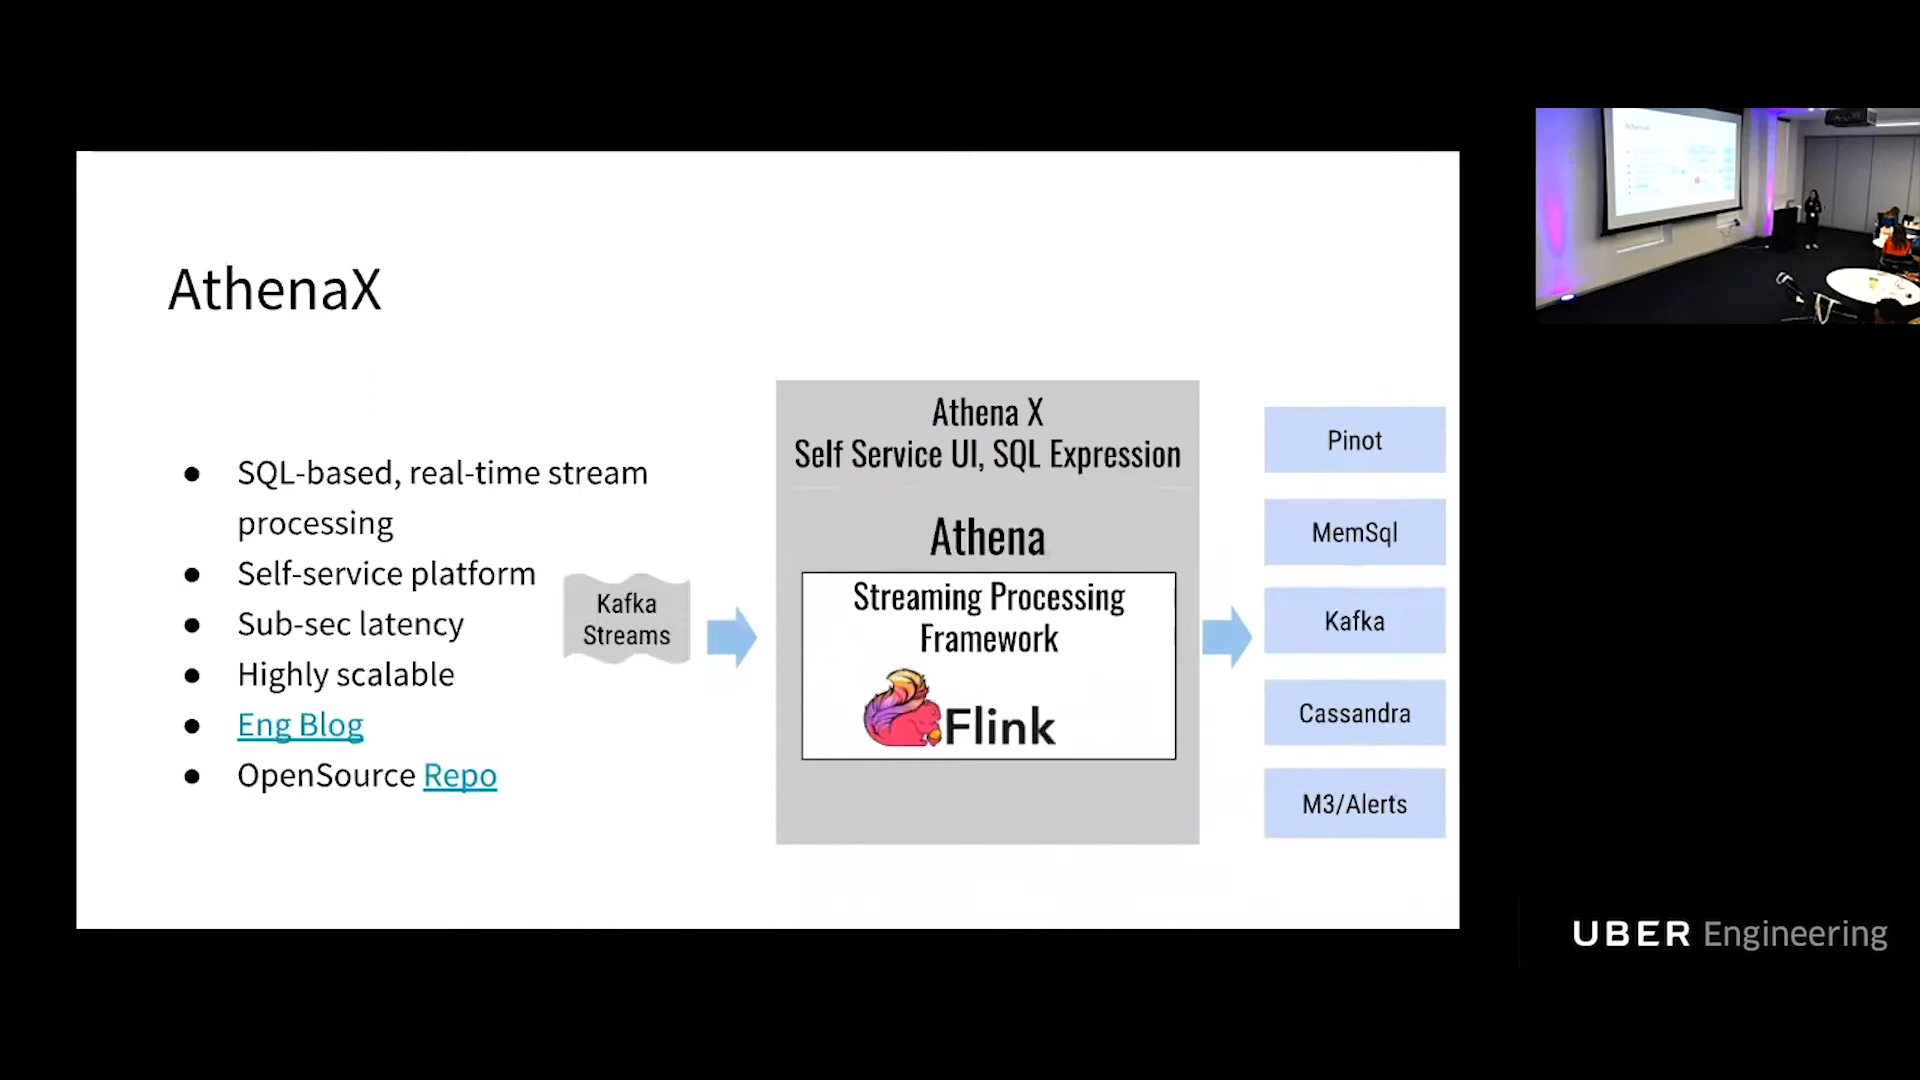 AthenaX
● SQL-based, real-time stream
processing
● Self-service platform
● Sub-sec latency
● Highly scalable
● Eng Blog
● OpenSource Repo
Kafka
Streams
Athena X
Self Service UI, SQL Expression
Athena
Streaming Processing
Framework
Flink
Pinot
MemSql
Kafka
Cassandra
M3/Alerts
UBER Engineering